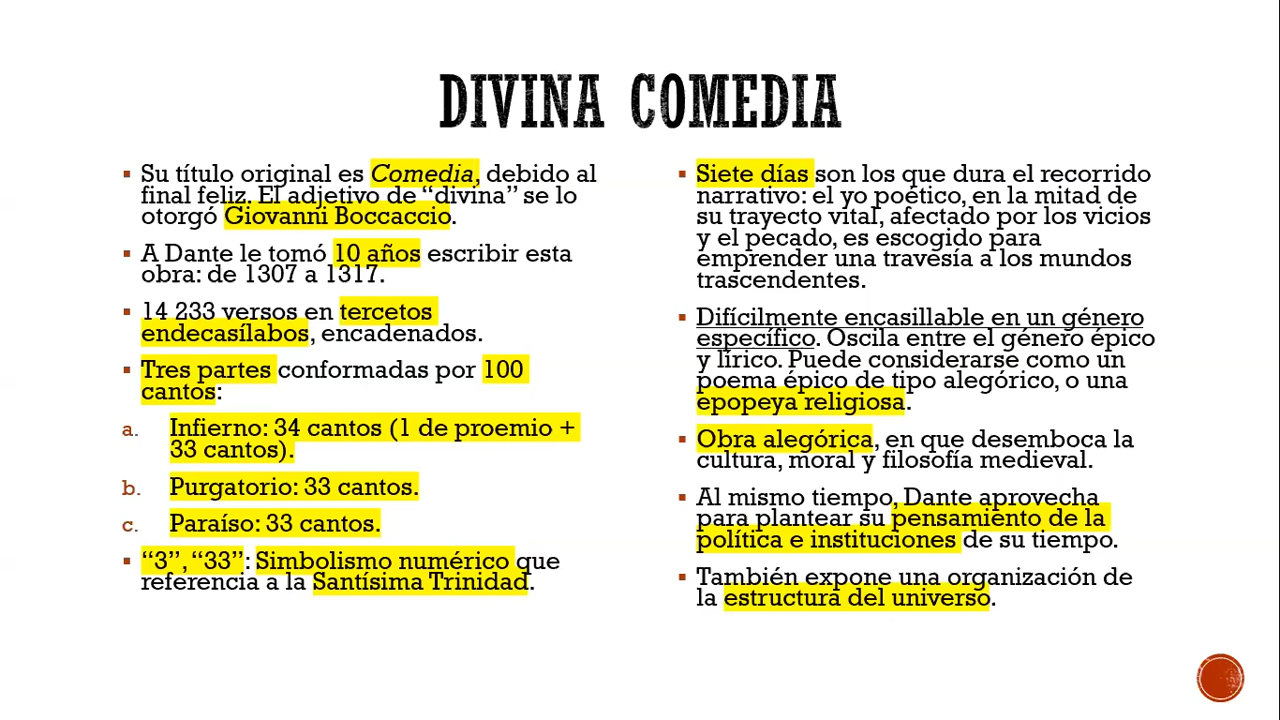 DIVINA COMEDIA
▪ Su título original es Comedia, debido al
final feliz. El adjetivo de “divina” se lo
otorgó Giovanni Boccaccio.
▪ A Dante le tomó 10 años escribir esta
obra: de 1307 a 1317.
▪ 14 233 versos en tercetos
endecasílabos, encadenados.
▪ Tres partes conformadas por 100
cantos:
a. Infierno: 34 cantos (1 de proemio +
33 cantos).
b. Purgatorio: 33 cantos.
c. Paraíso: 33 cantos.
▪ “3”, “33”: Simbolismo numérico que
referencia a la Santísima Trinidad.
▪ Siete días son los que dura el recorrido
narrativo: el yo poético, en la mitad de
su trayecto vital, afectado por los vicios
y el pecado, es escogido para
emprender una travesía a los mundos
trascendentes.
▪ Difícilmente encasillable en un género
específico. Oscila entre el género épico
y lírico. Puede considerarse como un
poema épico de tipo alegórico, o una
epopeya religiosa.
▪ Obra alegórica, en que desemboca la
cultura, moral y filosofía medieval.
▪ Al mismo tiempo, Dante aprovecha
para plantear su pensamiento de la
política e instituciones de su tiempo.
▪ También expone una organización de
la estructura del universo.